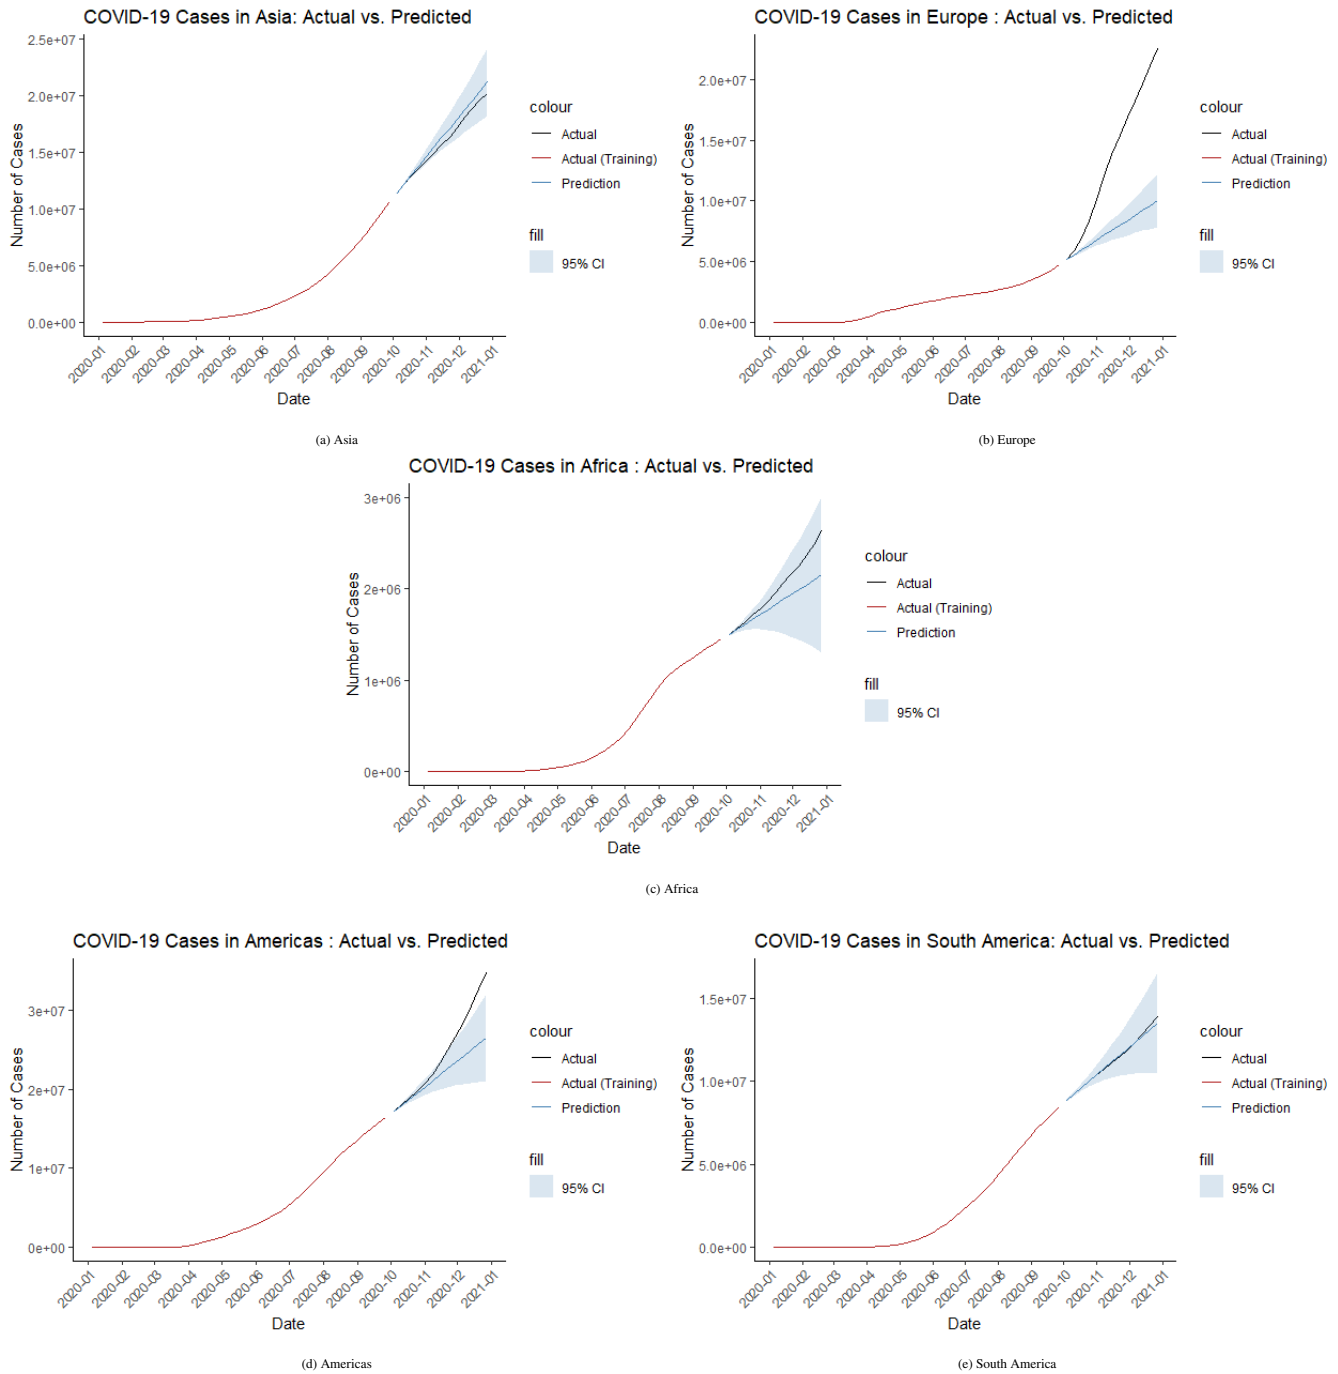 COVID-19 Cases in Asia: Actual vs. Predicted
2.5e+07
2.0e+07
1.5e+07
1.0e+07
5.0e+06
0.0e+00
Number of Cases
2020-01
2020-02
2020-03
2020-04
2020-05
2020-06
2020-07
2020-08
2020-09
2020-10
2020-11
2020-12
2021-01
Date
colour
Actual
Actual (Training)
Prediction
fill
95% CI
(a) Asia
COVID-19 Cases in Europe : Actual vs. Predicted
2.0e+07
1.5e+07
1.0e+07
5.0e+06
0.0e+00
Number of Cases
2020-01
2020-02
2020-03
2020-04
2020-05
2020-06
2020-07
2020-08
2020-09
2020-10
2020-11
2020-12
2021-01
Date
colour
Actual
Actual (Training)
Prediction
fill
95% CI
(b) Europe
COVID-19 Cases in Africa : Actual vs. Predicted
3e+06
2e+06
1e+06
0e+00
Number of Cases
2020-01
2020-02
2020-03
2020-04
2020-05
2020-06
2020-07
2020-08
2020-09
2020-10
2020-11
2020-12
2021-01
Date
colour
Actual
Actual (Training)
Prediction
fill
95% CI
(c) Africa
COVID-19 Cases in Americas : Actual vs. Predicted
3e+07
2e+07
1e+07
0e+00
Number of Cases
2020-01
2020-02
2020-03
2020-04
2020-05
2020-06
2020-07
2020-08
2020-09
2020-10
2020-11
2020-12
2021-01
Date
colour
Actual
Actual (Training)
Prediction
fill
95% CI
(d) Americas
COVID-19 Cases in South America: Actual vs. Predicted
1.5e+07
1.0e+07
5.0e+06
0.0e+00
Number of Cases
2020-01
2020-02
2020-03
2020-04
2020-05
2020-06
2020-07
2020-08
2020-09
2020-10
2020-11
2020-12
2021-01
Date
colour
Actual
Actual (Training)
Prediction
fill
95% CI
(e) South America